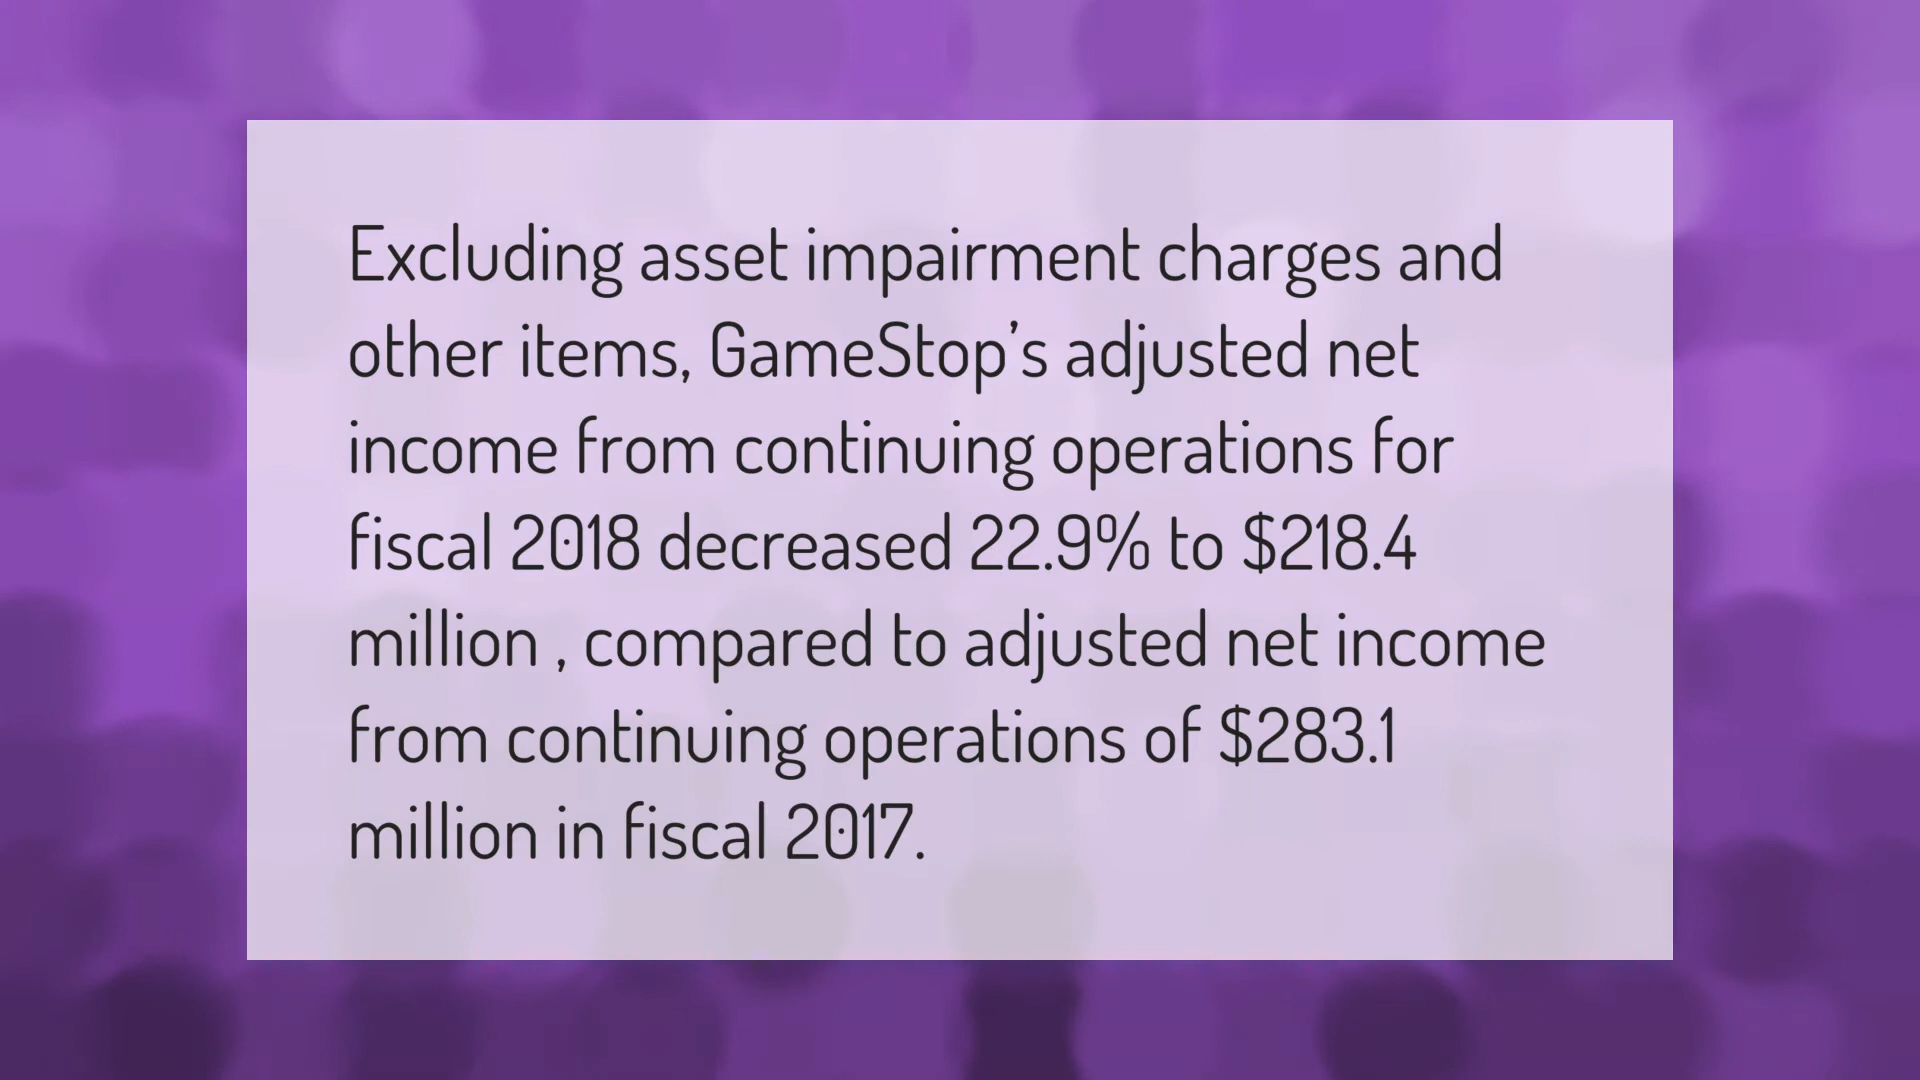 Excluding asset impairment charges and
other items, GameStop’s adjusted net
income from continuing operations for
fiscal 2018 decreased 22.9% to $218.4
million , compared to adjusted net income
from continuing operations of $283.1
million in fiscal 2017.